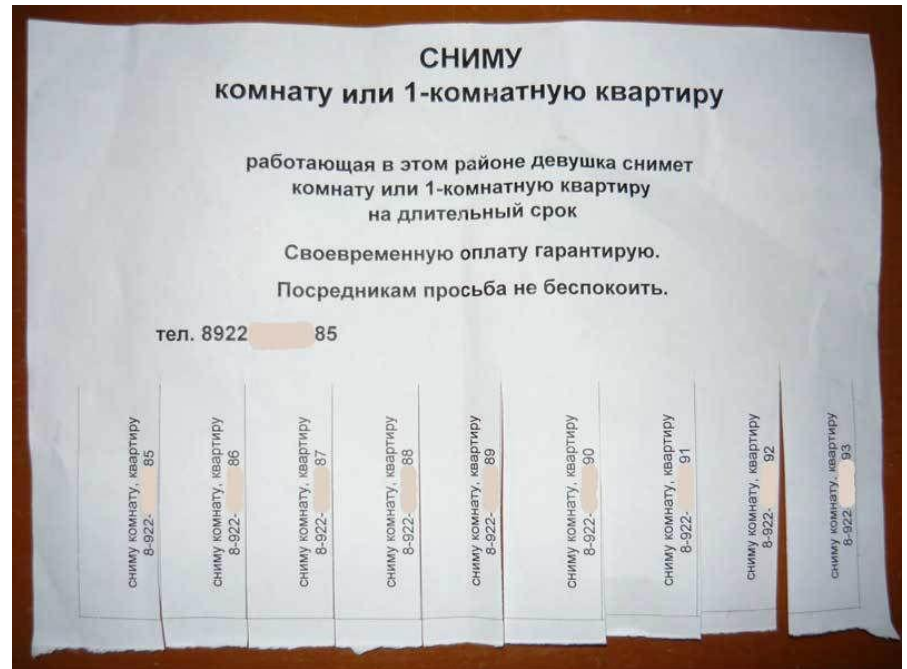 СНИМУ
комнату или 1-комнатную квартиру
работающая в этом районе девушка снимет
комнату или 1-комнатную квартиру
на длительный срок
Своевременную оплату гарантирую.
Посредникам просьба не беспокоить.
тел. 8922 85
сниму комнату, квартиру
8-922- 85
сниму комнату, квартиру
8-922- 86
сниму комнату, квартиру
8-922- 87
сниму комнату, квартиру
8-922- 88
сниму комнату, квартиру
8-922- 89
сниму комнату, квартиру
8-922- 90
сниму комнату, квартиру
8-922- 91
сниму комнату, квартиру
8-922- 92
сниму комнату, квартиру
8-922 93